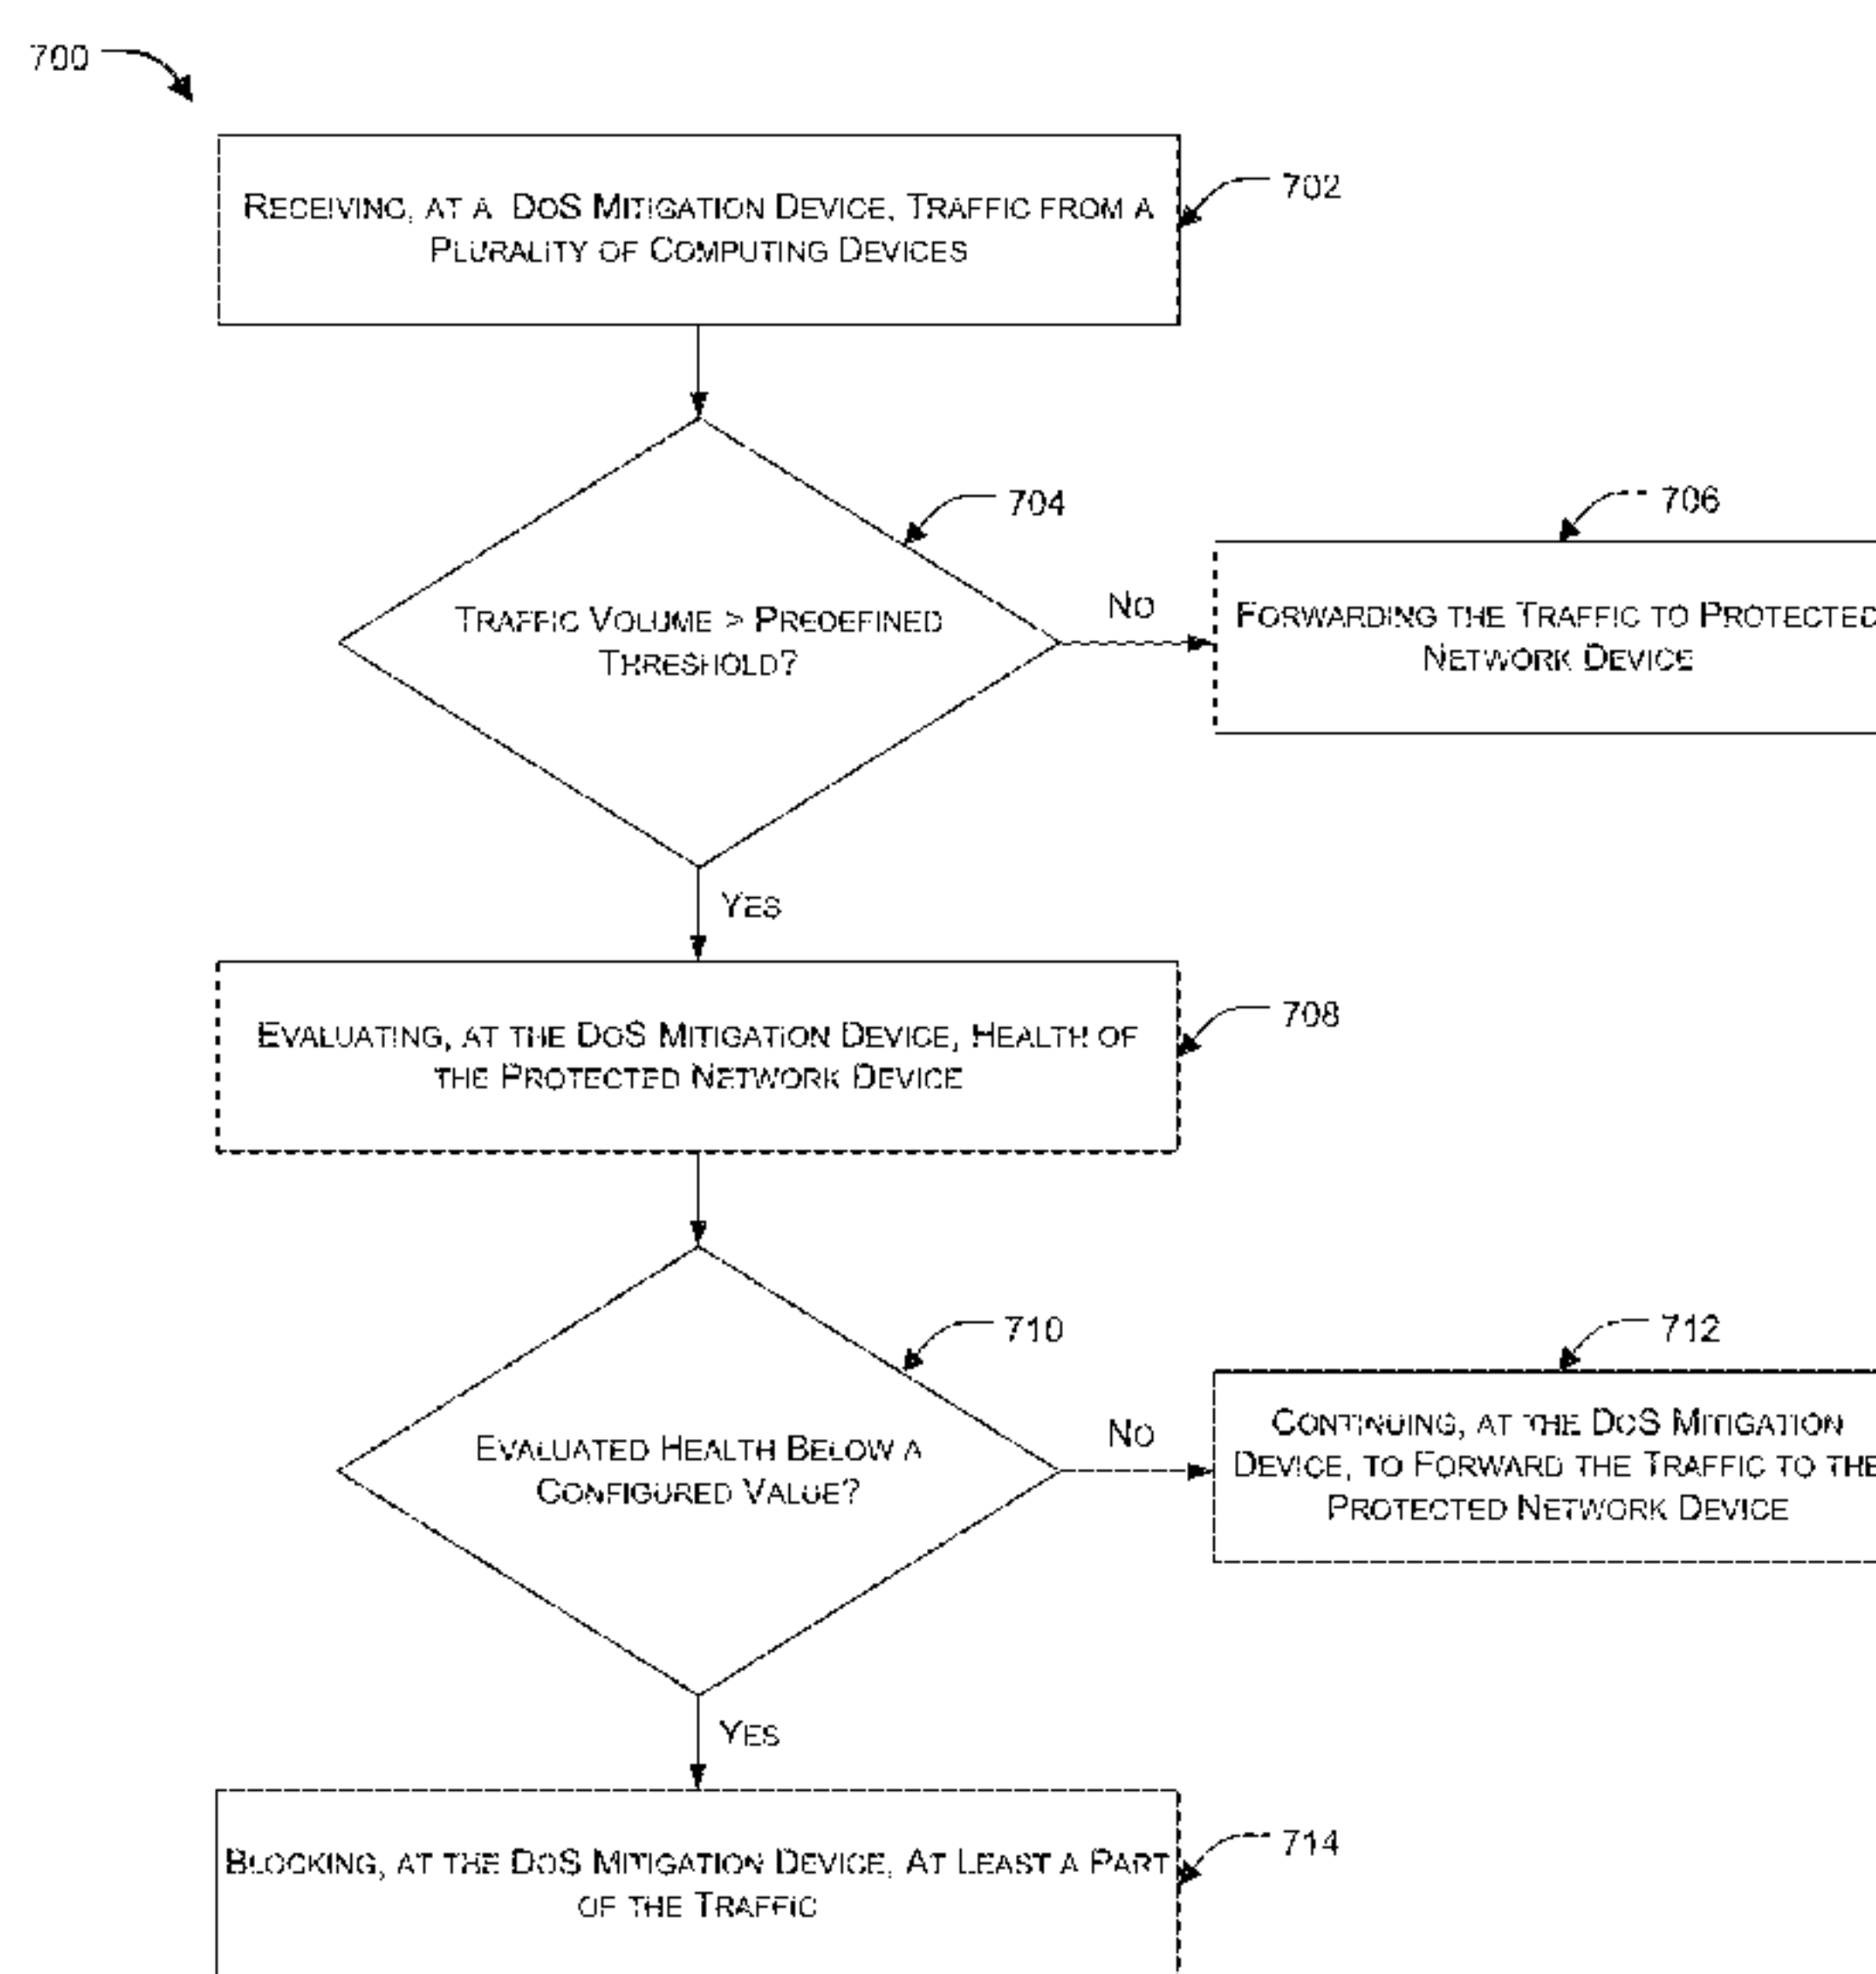 700
RECEIVING, AT A DOS MITIGATION DEVICE, TRAFFIC FROM A
PLURALITY OF COMPUTING DEVICES
702
704
TRAFFIC VOLUME > PREDEFINED
THRESHOLD?
NO
706
FORWARDING THE TRAFFIC TO PROTECTED
NETWORK DEVICE
YES
EVALUATING, AT THE DOS MITIGATION DEVICE, HEALTH OF
THE PROTECTED NETWORK DEVICE
708
710
EVALUATED HEALTH BELOW A
CONFIGURED VALUE?
NO
712
CONTINUING, AT THE DOS MITIGATION
DEVICE, TO FORWARD THE TRAFFIC TO THE
PROTECTED NETWORK DEVICE
YES
BLOCKING, AT THE DOS MITIGATION DEVICE, AT LEAST A PART
OF THE TRAFFIC
714